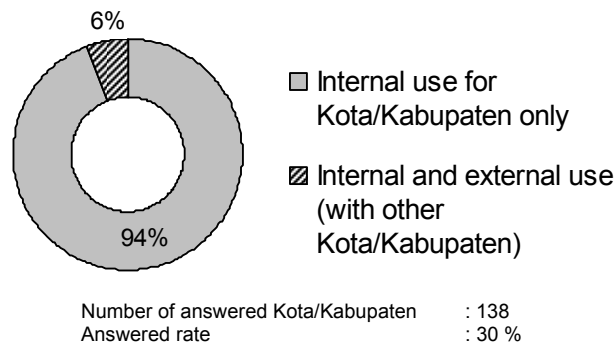 6%
94%
Internal use for
Kota/Kabupaten only
Internal and external use
(with other
Kota/Kabupaten)
Number of answered Kota/Kabupaten : 138
Answered rate : 30 %